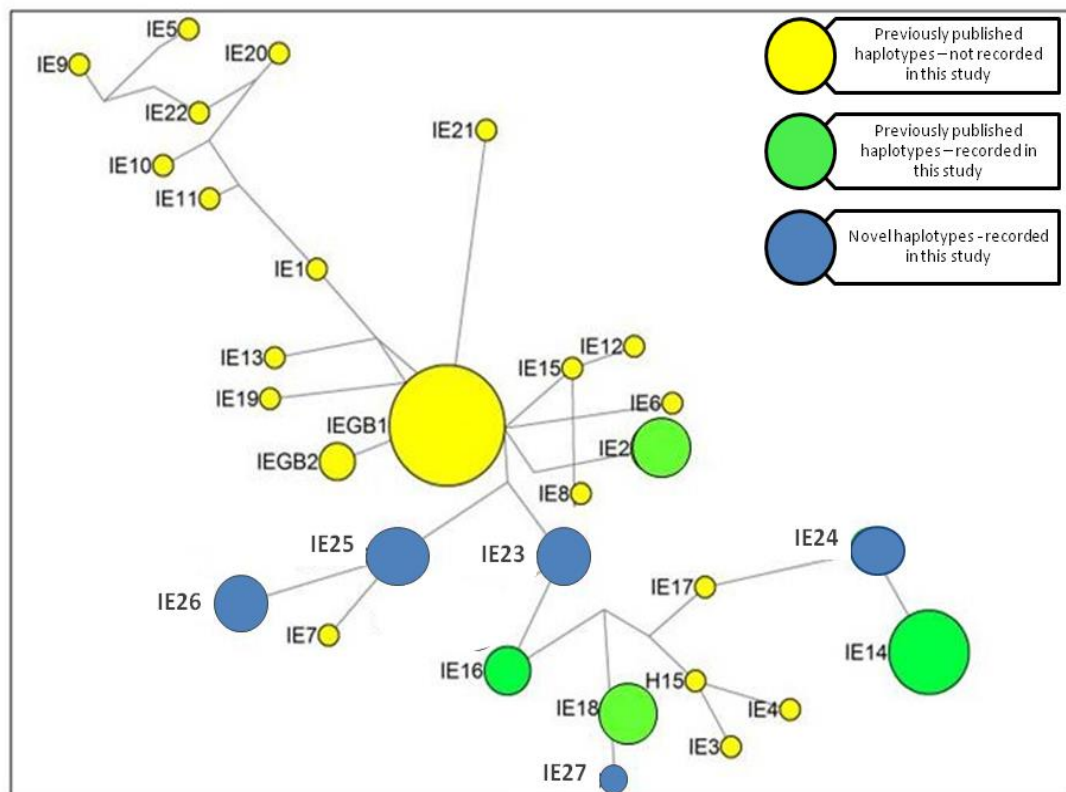 IE5
IE9
IE20
IE22
IE21
IE10
IE11
IE1
IE13
IE12
IE15
IE19
IE6
IEGB1
IE2
IEGB2
IE8
IE25
IE23
IE24
IE26
IE17
IE7
IE14
IE16
H15
IE18
IE4
IE3
IE27
Previously published
haplotypes – not recorded
in this study
Previously published
haplotypes – recorded in
this study
Novel haplotypes - recorded
in this study